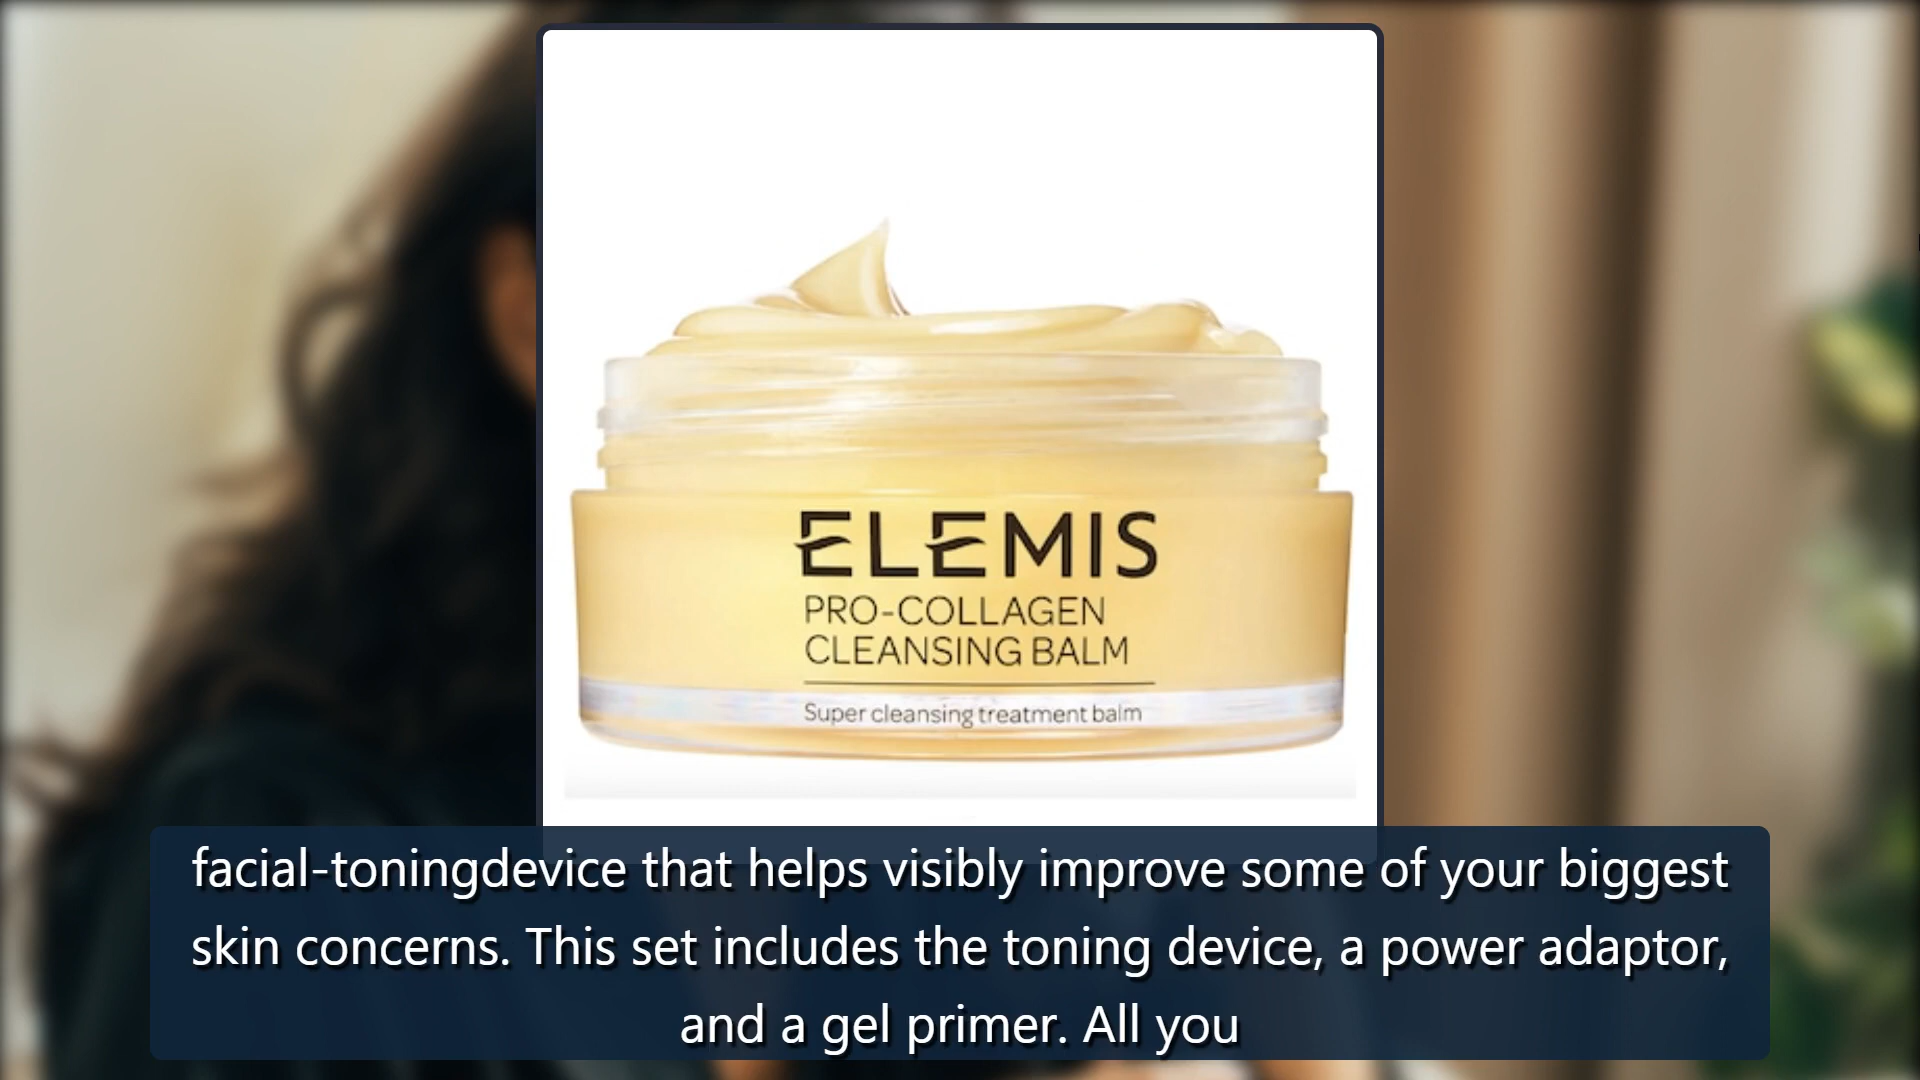 ELEMIS
PRO-COLLAGEN
CLEANSING BALM
Super cleansing treatment balm
facial-toningdevice that helps visibly improve some of your biggest
skin concerns. This set includes the toning device, a power adaptor,
and a gel primer. All you